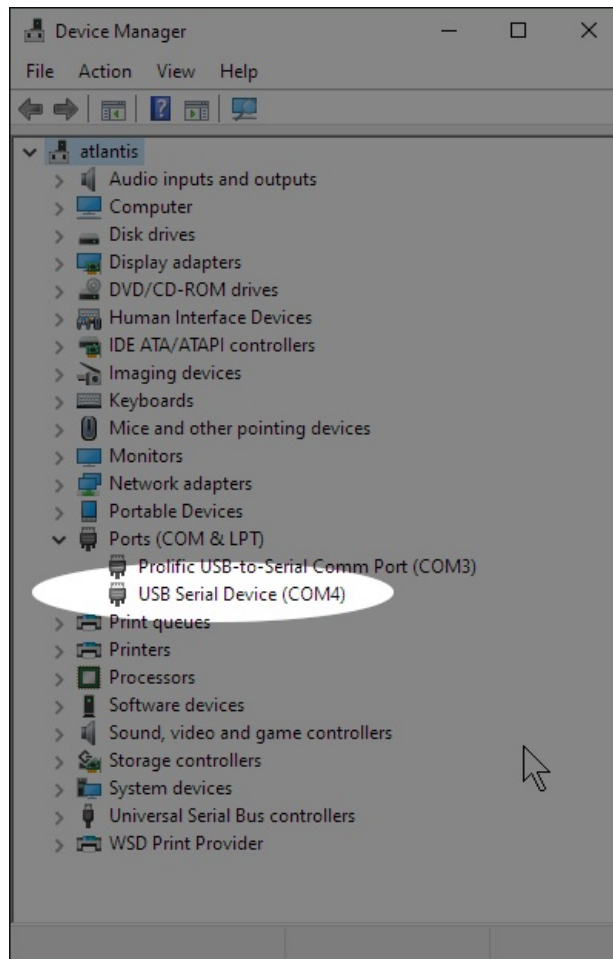 Device Manager
File Action View Help
atlantis
Audio inputs and outputs
Computer
Disk drives
Display adapters
DVD/CD-ROM drives
Human Interface Devices
IDE ATA/ATAPI controllers
Imaging devices
Keyboards
Mice and other pointing devices
Monitors
Network adapters
Portable Devices
Ports (COM & LPT)
Prolific USB-to-Serial Comm Port (COM3)
USB Serial Device (COM4)
Print queues
Printers
Processors
Software devices
Sound, video and game controllers
Storage controllers
System devices
Universal Serial Bus controllers
WSD Print Provider